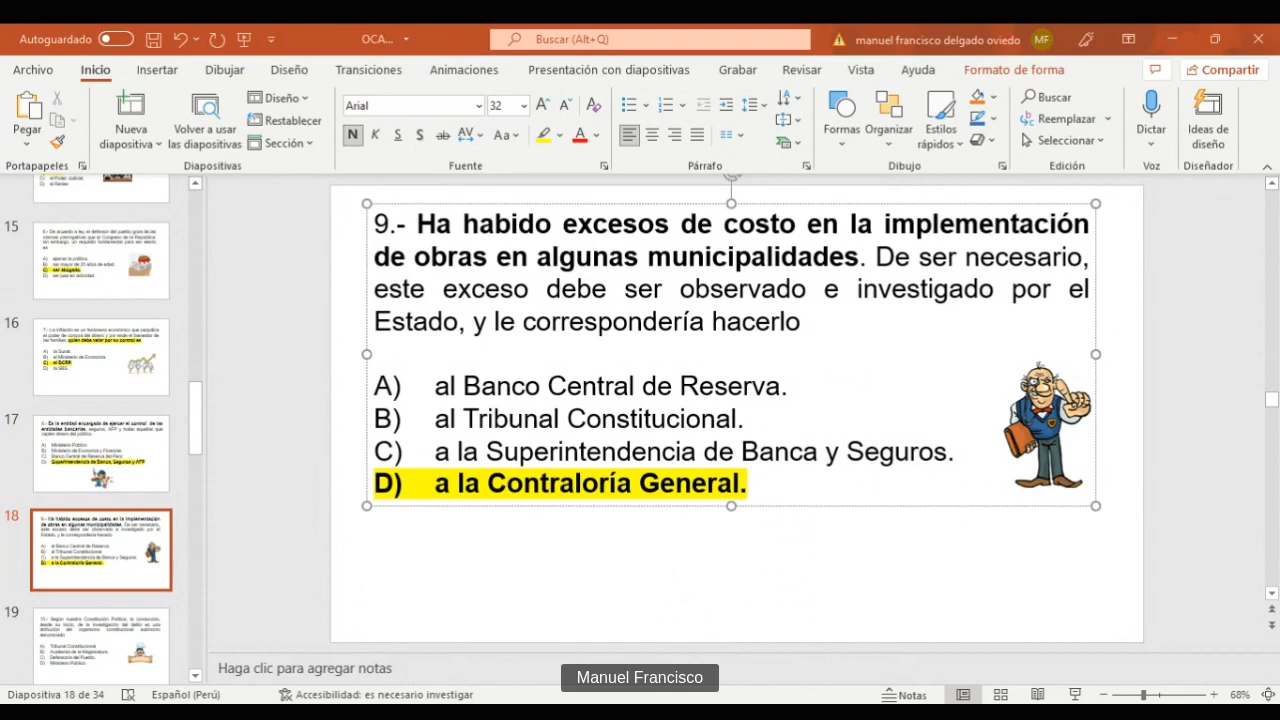 Autoguardado
OCA...
Buscar (Alt+Q)
manuel francisco delgado oviedo
MF
Archivo Inicio Insertar Dibujar Diseño Transiciones Animaciones Presentación con diapositivas Grabar Revisar Vista Ayuda Formato de forma Compartir
Pegar
Nueva diapositiva
Volver a usar las diapositivas
Diseño
Restablecer
Sección
Arial 32
N K S S ab AV Aa A
Formas Organizar Estilos rápidos
Buscar
Reemplazar
Seleccionar
Dictar
Ideas de diseño
Portapapeles Diapositivas Fuente Párrafo Dibujo Edición Voz Diseñador
15
16
17
18
19
9.- Ha habido excesos de costo en la implementación
de obras en algunas municipalidades. De ser necesario,
este exceso debe ser observado e investigado por el
Estado, y le correspondería hacerlo
A) al Banco Central de Reserva.
B) al Tribunal Constitucional.
C) a la Superintendencia de Banca y Seguros.
D) a la Contraloría General.
Haga clic para agregar notas
Manuel Francisco
Diapositiva 18 de 34 Español (Perú) Accesibilidad: es necesario investigar Notas 68%